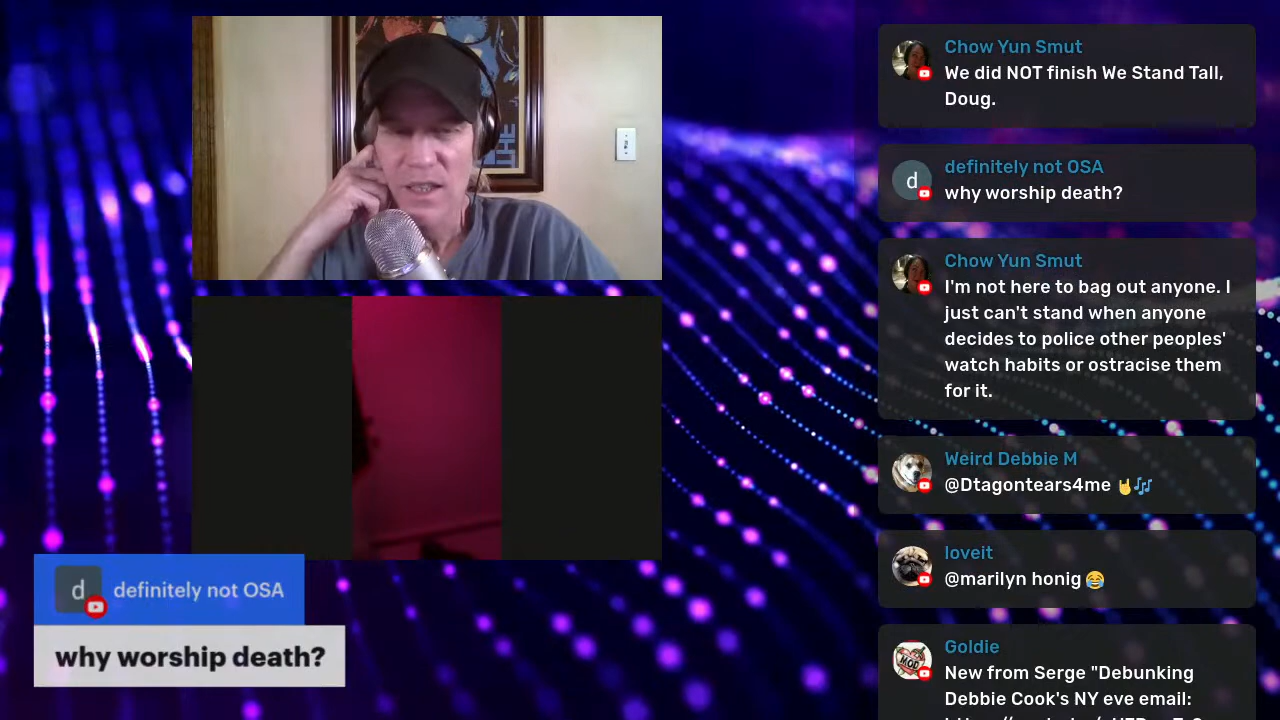 Chow Yun Smut
We did NOT finish We Stand Tall,
Doug.
d
definitely not OSA
why worship death?
Chow Yun Smut
I'm not here to bag out anyone. I
just can't stand when anyone
decides to police other peoples'
watch habits or ostracise them
for it.
Weird Debbie M
@Dtagontears4me 🤘🎶
loveit
@marilyn honig 😂
MOD
Goldie
New from Serge "Debunking
Debbie Cook's NY eve email:
d
definitely not OSA
why worship death?